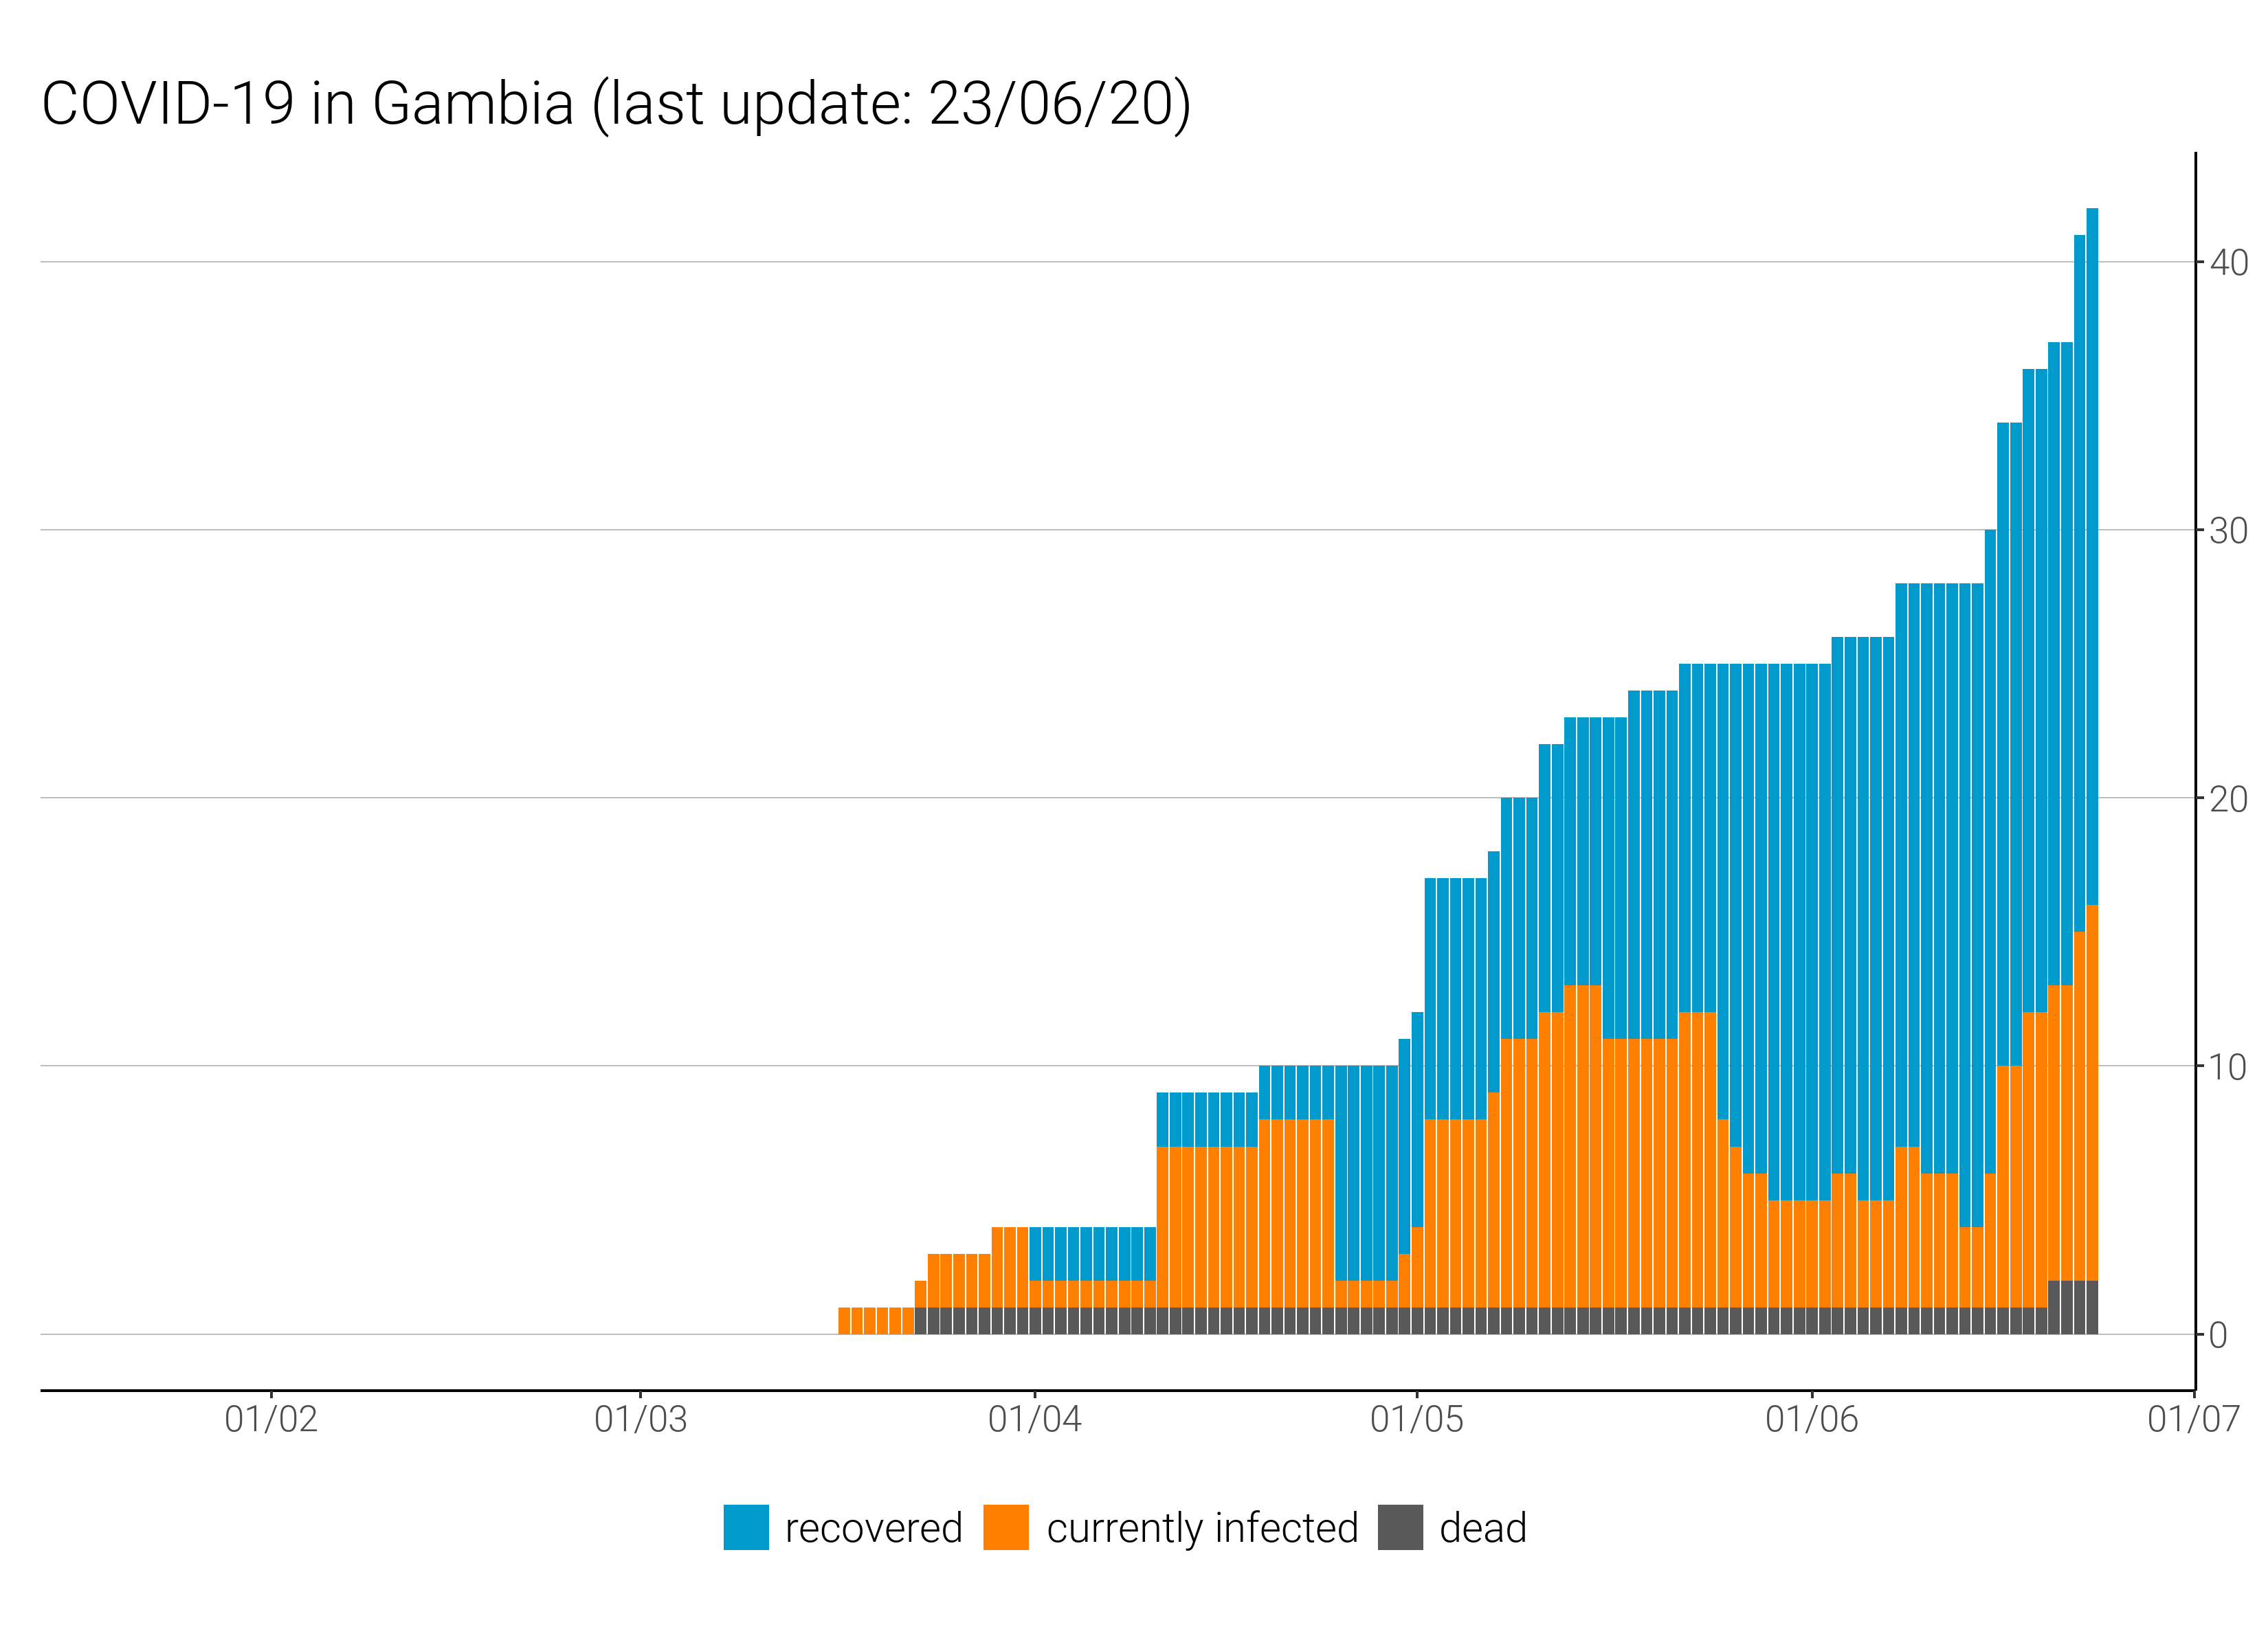 COVID-19 in Gambia (last update: 23/06/20)
40
30
20
10
0
01/02 01/03 01/04 01/05 01/06 01/07
recovered currently infected dead